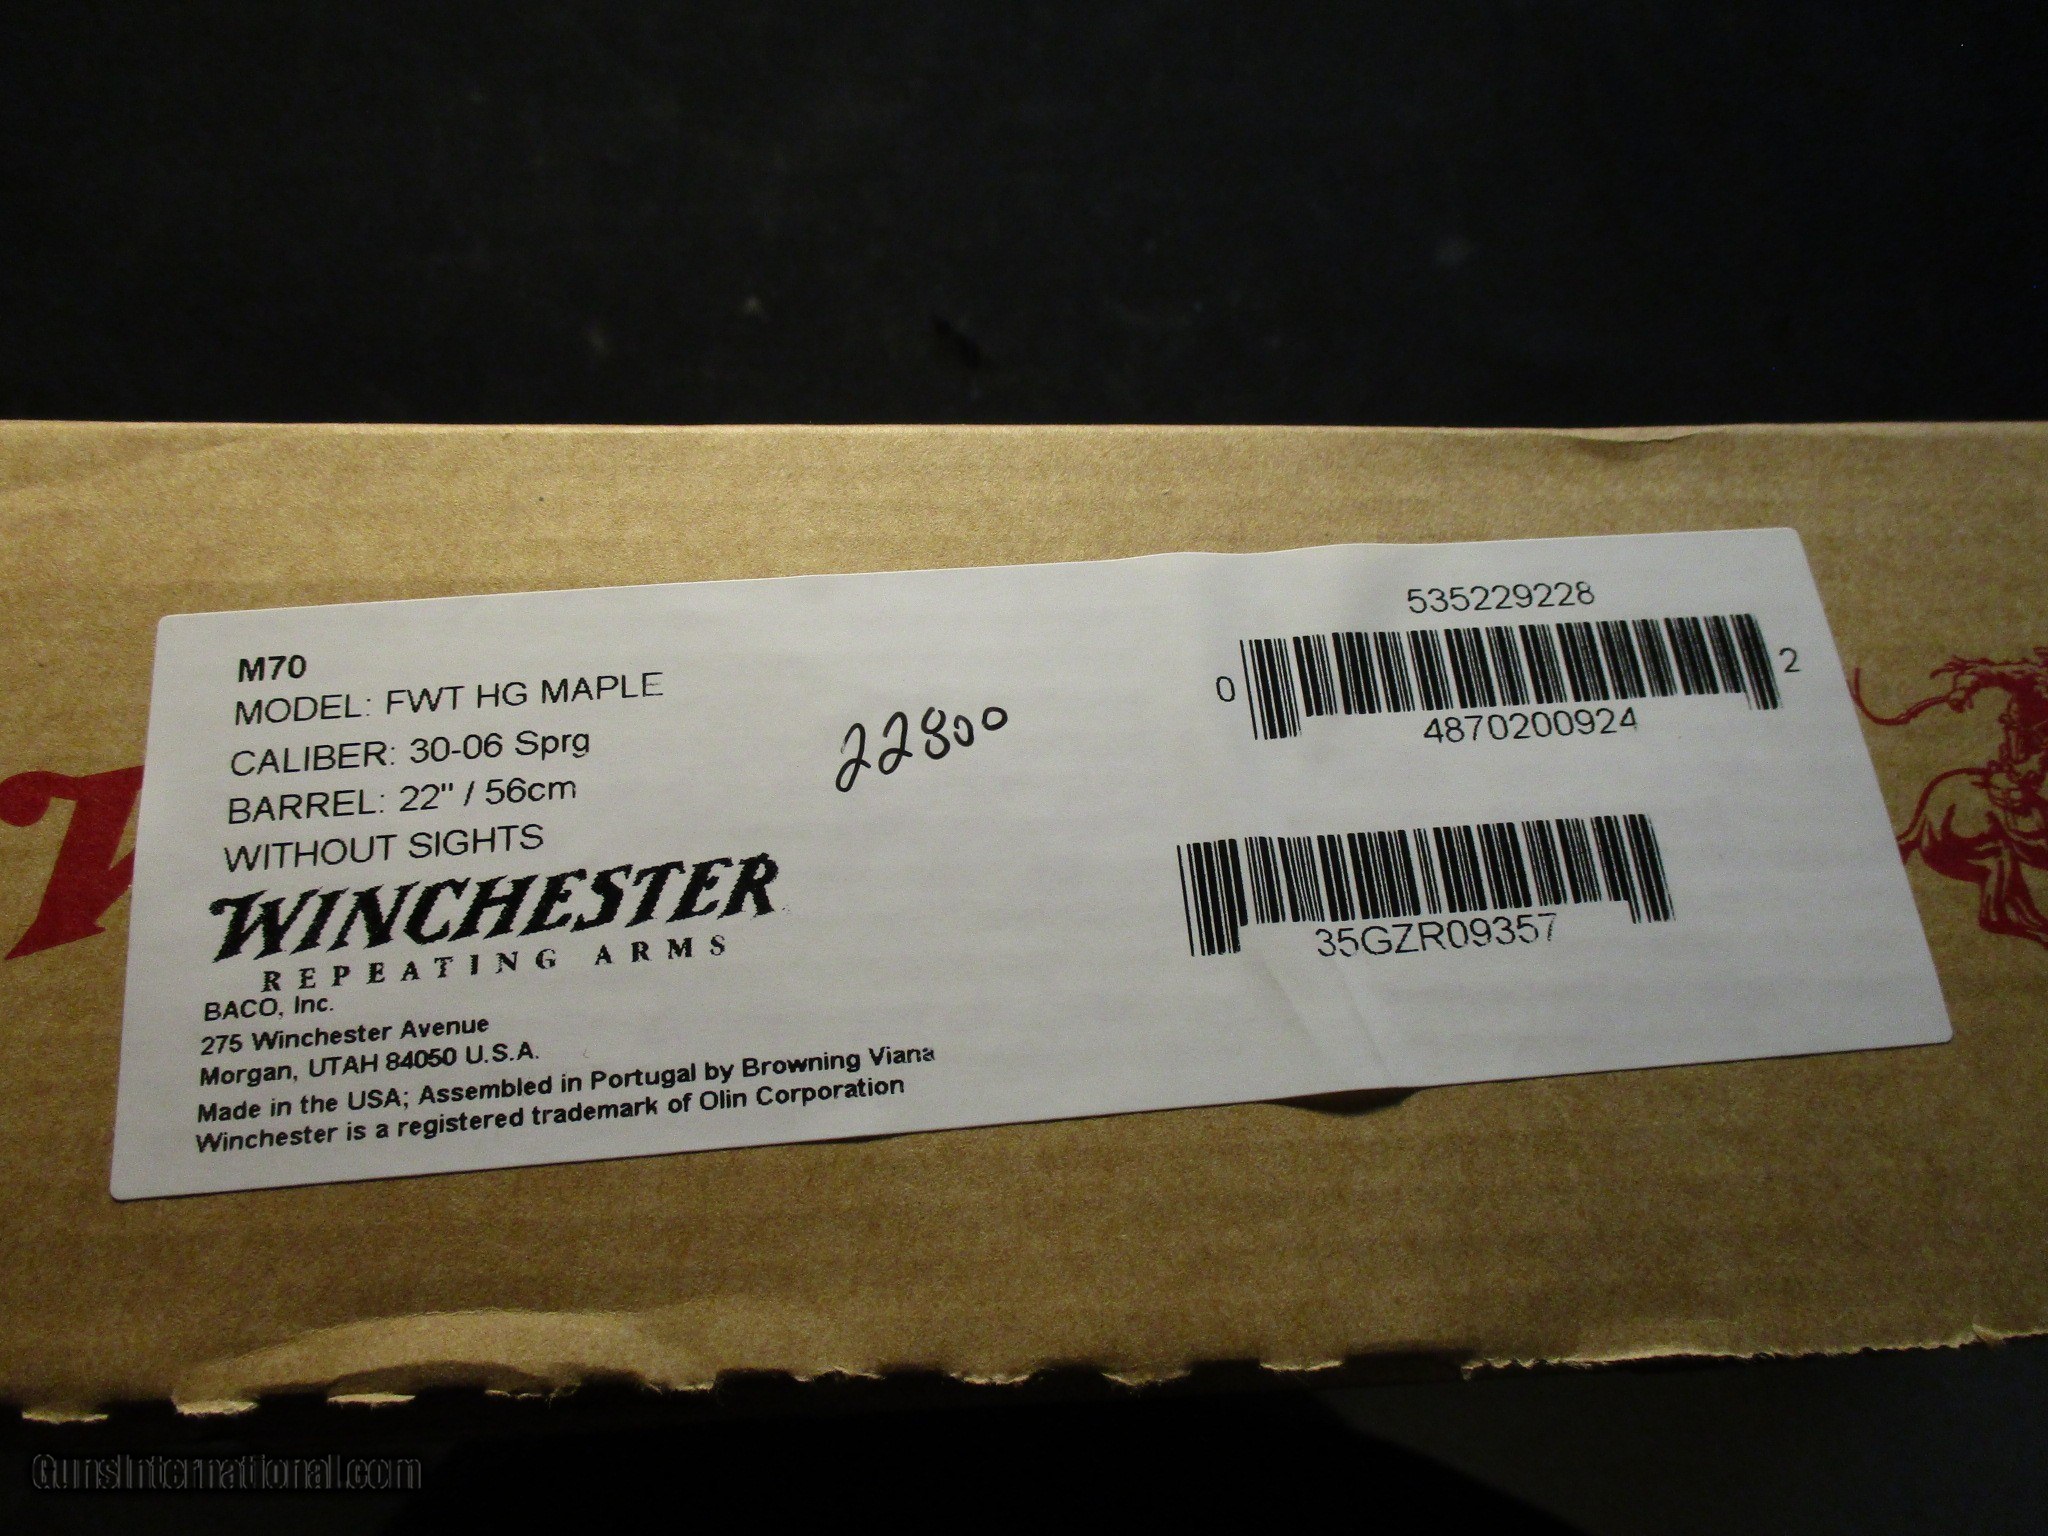 M70
MODEL: FWT HG MAPLE
CALIBER: 30-06 Sprg
BARREL: 22" / 56cm
WITHOUT SIGHTS
WINCHESTER
REPEATING ARMS
BACO, Inc.
275 Winchester Avenue
Morgan, UTAH 84050 U.S.A.
Made in the USA; Assembled in Portugal by Browning Viana
Winchester is a registered trademark of Olin Corporation
22800
535229228
0 4870200924 2
35GZR09357
W
GunsInternational.com